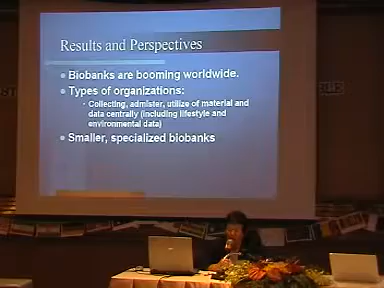 Results and Perspectives
Biobanks are booming worldwide.
Types of organizations:
Collecting, administer, utilize of material and
data centrally (including lifestyle and
environmental data)
Smaller, specialized biobanks